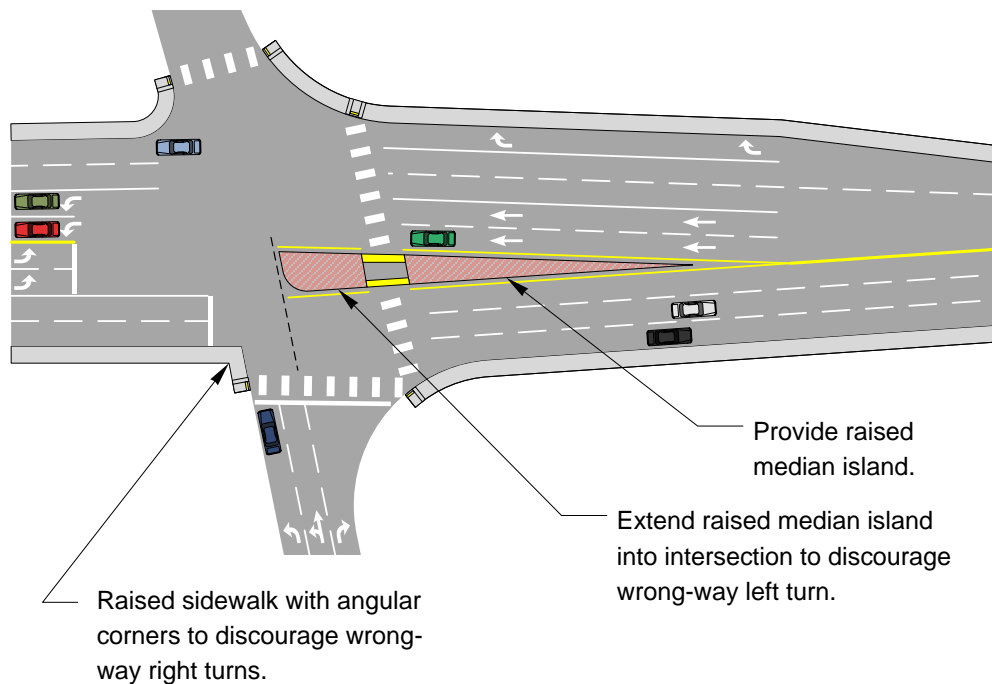 Provide raised
median island.
Extend raised median island
into intersection to discourage
wrong-way left turn.
Raised sidewalk with angular
corners to discourage wrong-
way right turns.